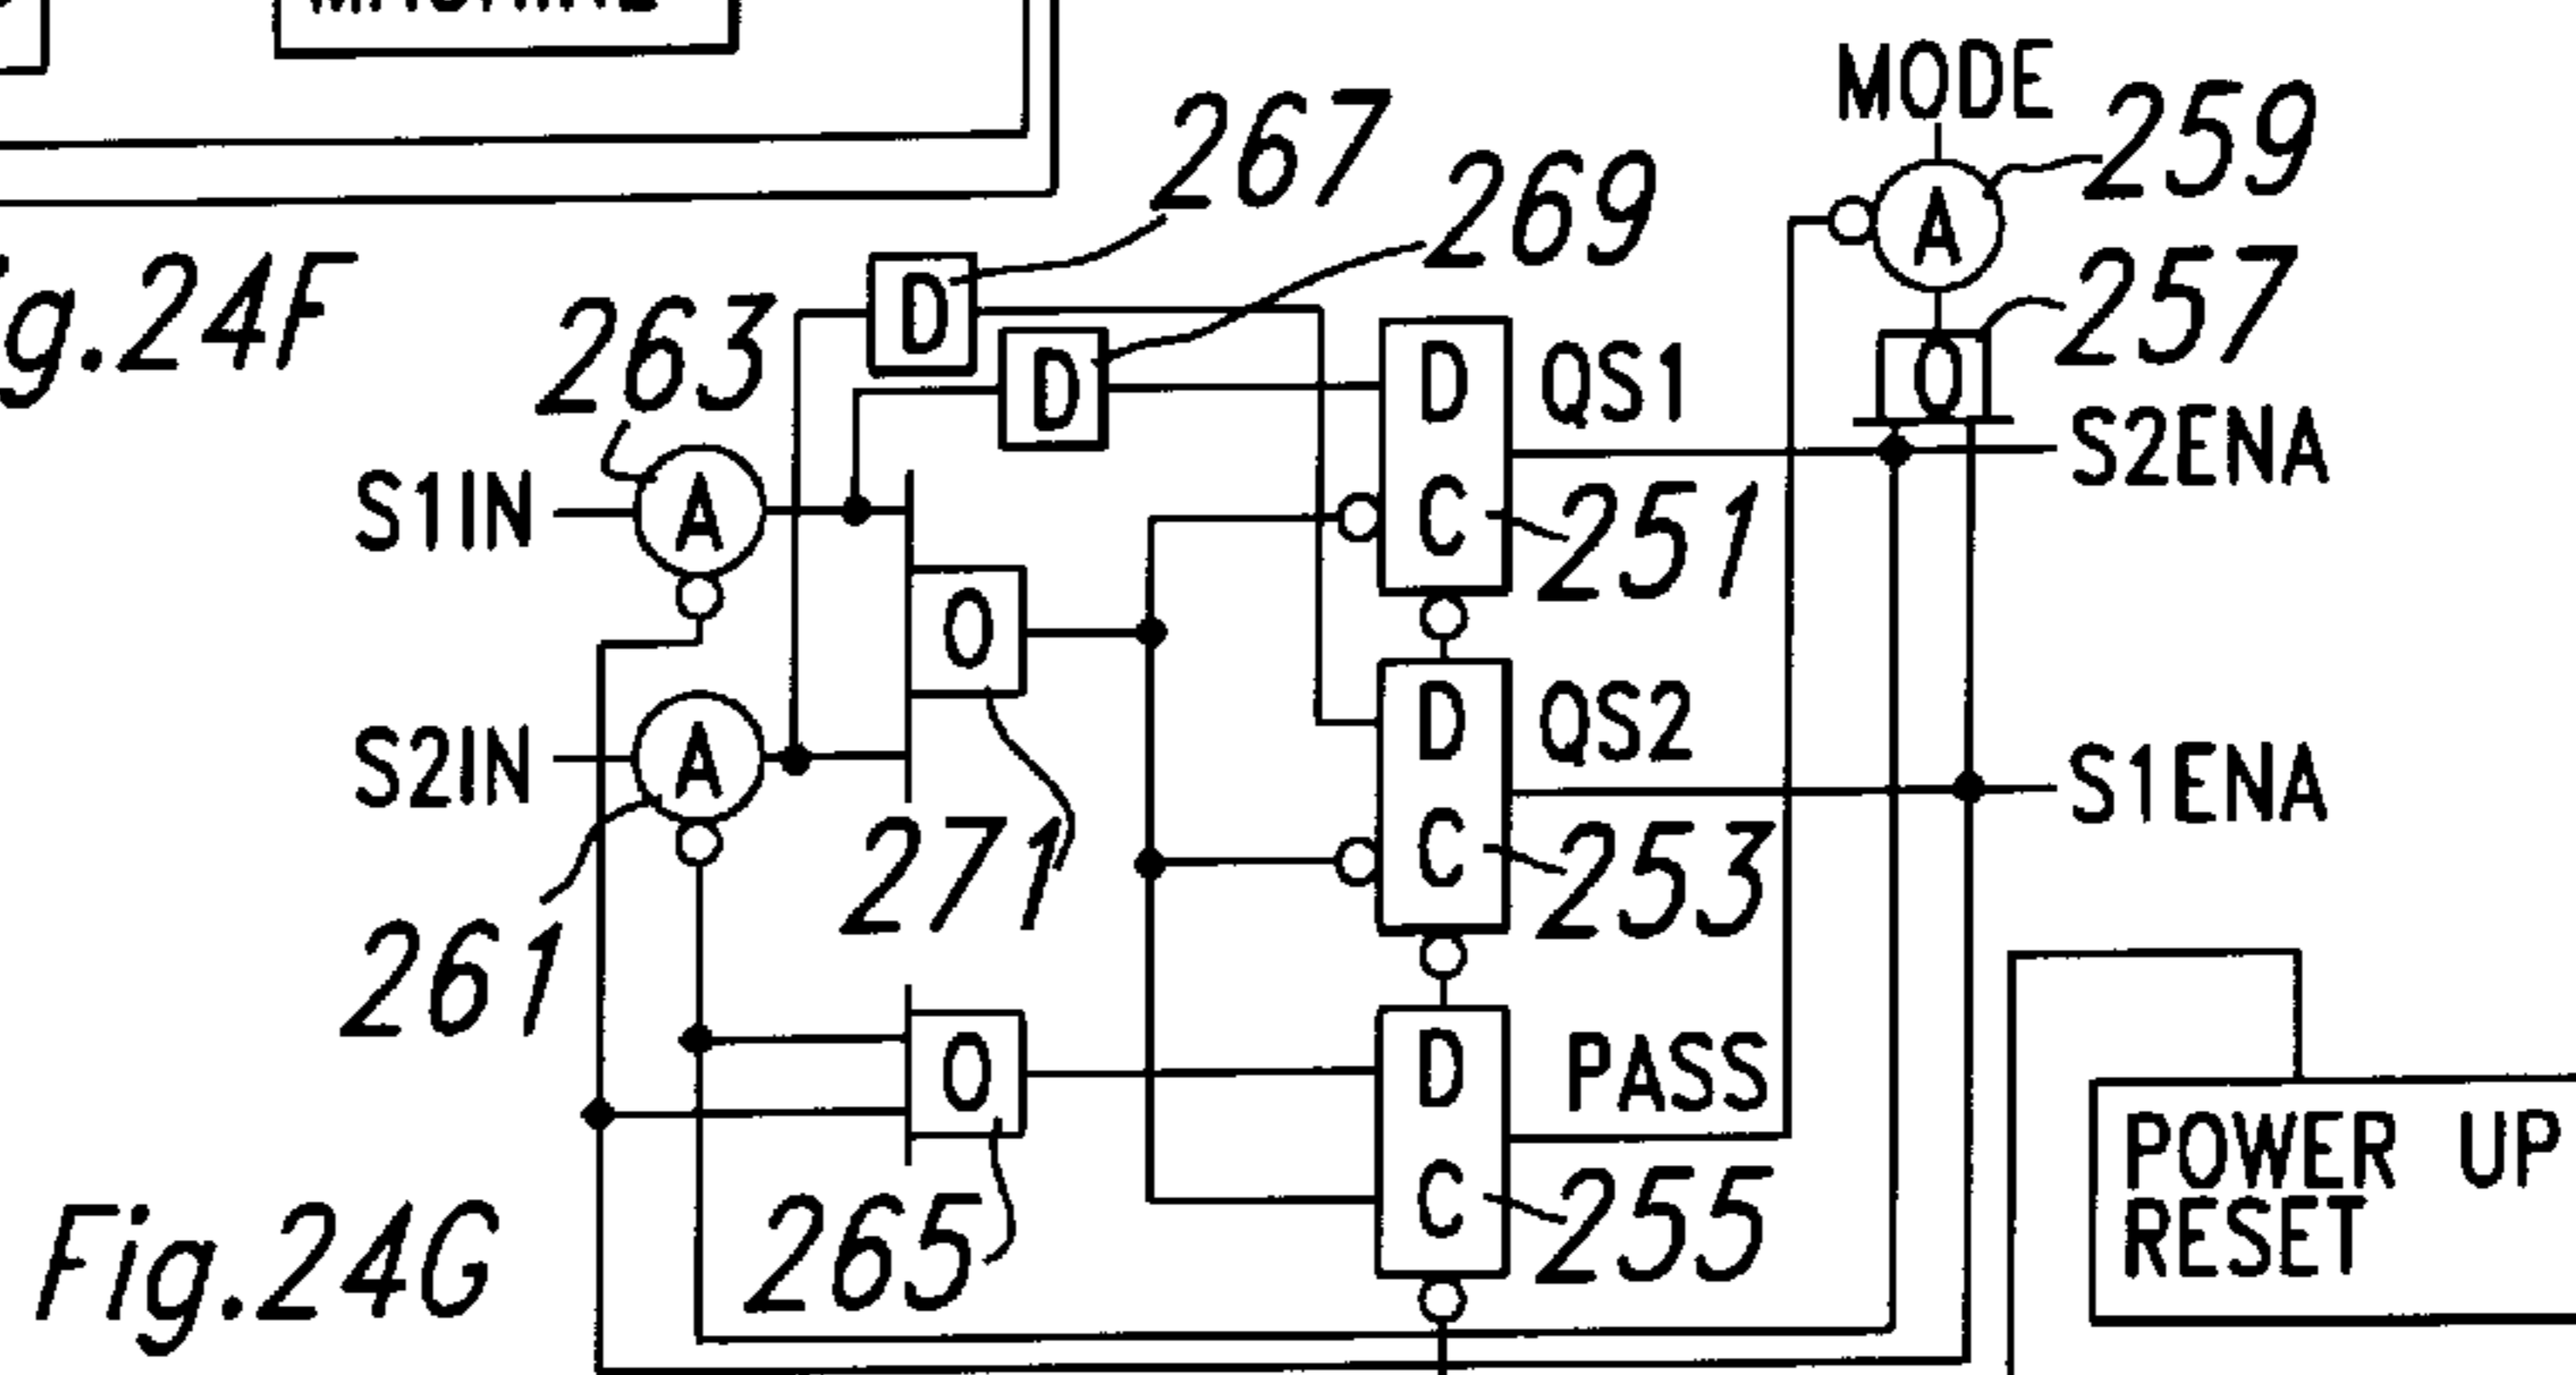 MACHINE
MODE
259
267
269
A
257
g.24F
263
D
D
O
D
QS1
S2ENA
S1IN
A
C
251
O
S2IN
A
D
QS2
S1ENA
271
C
253
261
O
D
PASS
POWER UP
RESET
265
C
255
Fig.24G